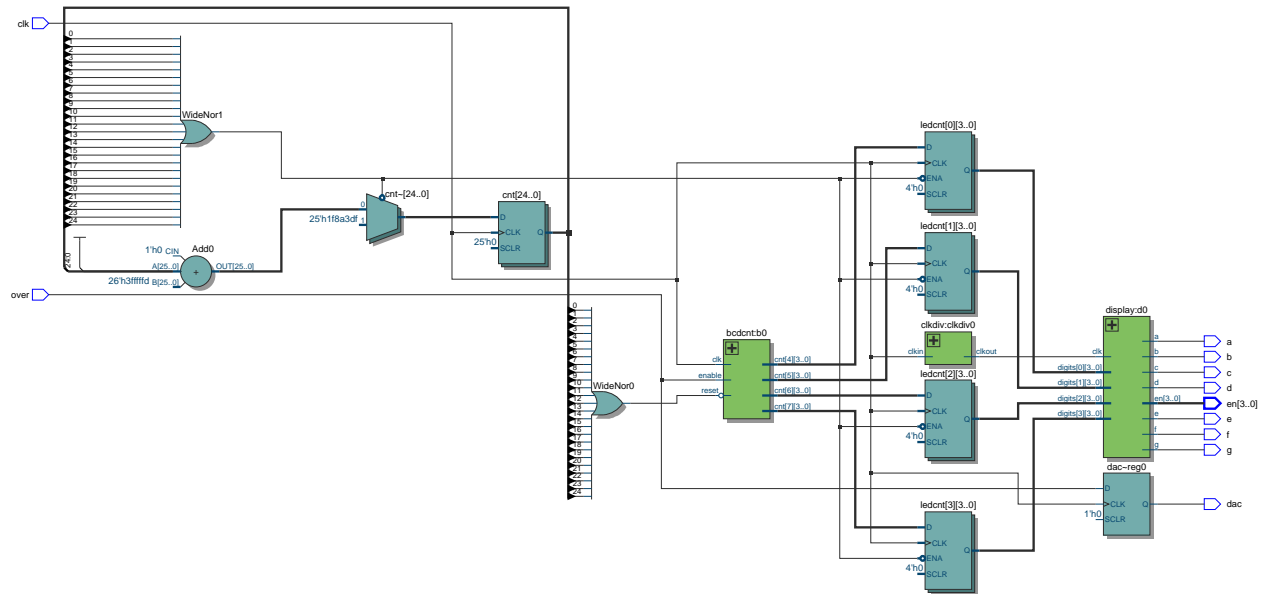 clk
0
1
2
3
4
5
6
7
8
9
10
11
12
13
14
15
16
17
18
19
20
21
22
23
24
WideNor1
cnt~[24..0]
0
25'h1f8a3df 1
cnt[24..0]
D
CLK
25'h0 SCLR
Q
24:0
Add0
1'h0 CIN
A[25..0]
26'h3fffffd B[25..0]
+
OUT[25..0]
over
0
1
2
3
4
5
6
7
8
9
10
11
12
13
14
15
16
17
18
19
20
21
22
23
24
WideNor0
bcdcnt:b0
clk
enable
reset
cnt[4][3..0]
cnt[5][3..0]
cnt[6][3..0]
cnt[7][3..0]
ledcnt[0][3..0]
D
CLK
ENA
4'h0 SCLR
Q
ledcnt[1][3..0]
D
CLK
ENA
4'h0 SCLR
Q
clkdiv:clkdiv0
clkin
clkout
ledcnt[2][3..0]
D
CLK
ENA
4'h0 SCLR
Q
ledcnt[3][3..0]
D
CLK
ENA
4'h0 SCLR
Q
display:d0
clk
digits[0][3..0]
digits[1][3..0]
digits[2][3..0]
digits[3][3..0]
a
b
c
d
en[3..0]
e
f
g
a
b
c
d
en[3..0]
e
f
g
dac~reg0
D
CLK
1'h0 SCLR
Q
dac